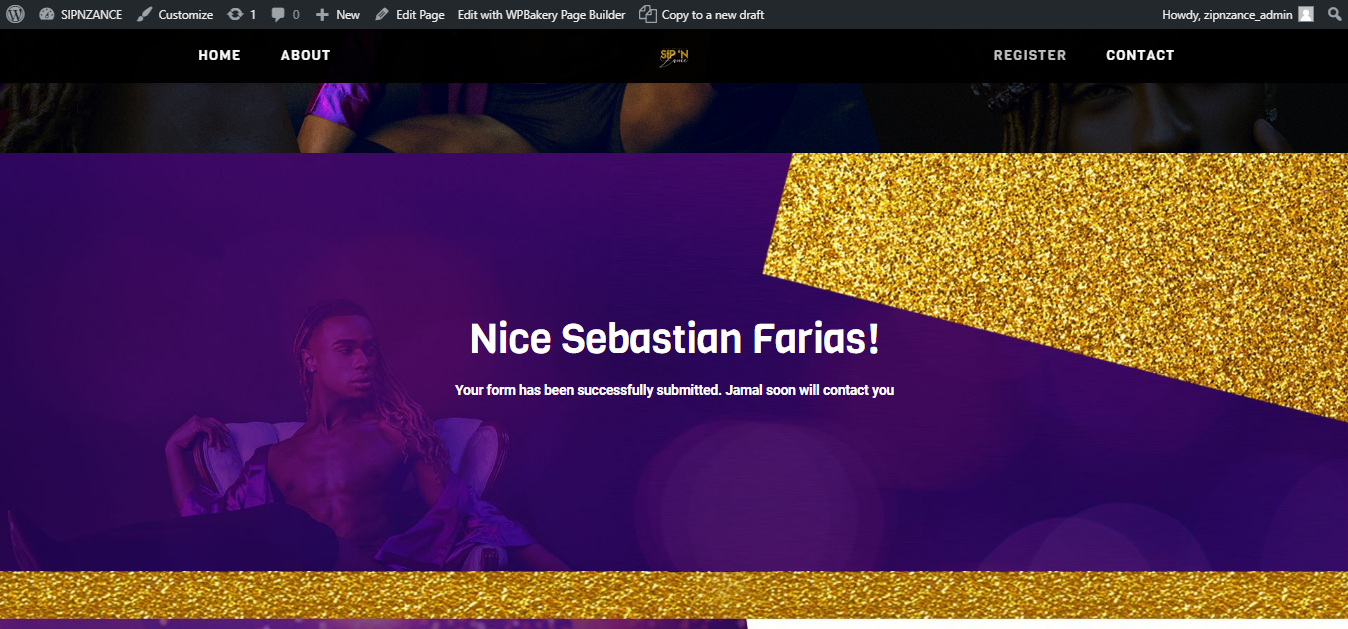 SIPNZANCE Customize 1 0 New Edit Page Edit with WPBakery Page Builder Copy to a new draft Howdy, zipnzance_admin
HOME ABOUT SIP 'N Zance REGISTER CONTACT
Nice Sebastian Farias!
Your form has been successfully submitted. Jamal soon will contact you